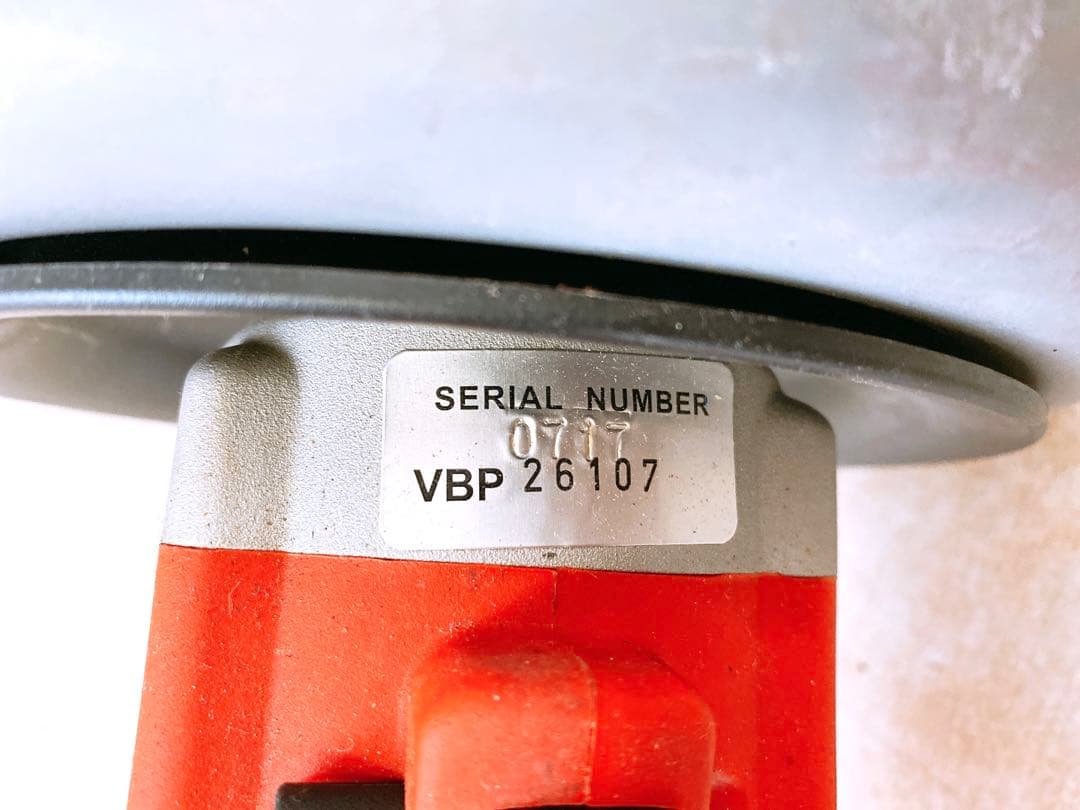 SERIAL NUMBER
0717
VBP 26107